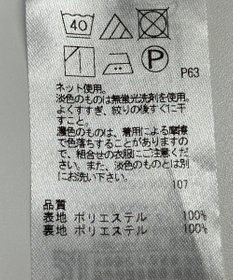 40
P
P63
ネット使用。
淡色のものは無蛍光洗剤を使用。
よくすすぎ、絞りの後すぐに干
すこと。
濃色のものは、着用による摩擦
で色落ちすることがありますの
で、組合せの衣服にご注意くだ
さい。また、淡色のものとは別
にお洗い下さい。
107
品質
表地 ポリエステル 100%
裏地 ポリエステル 100%